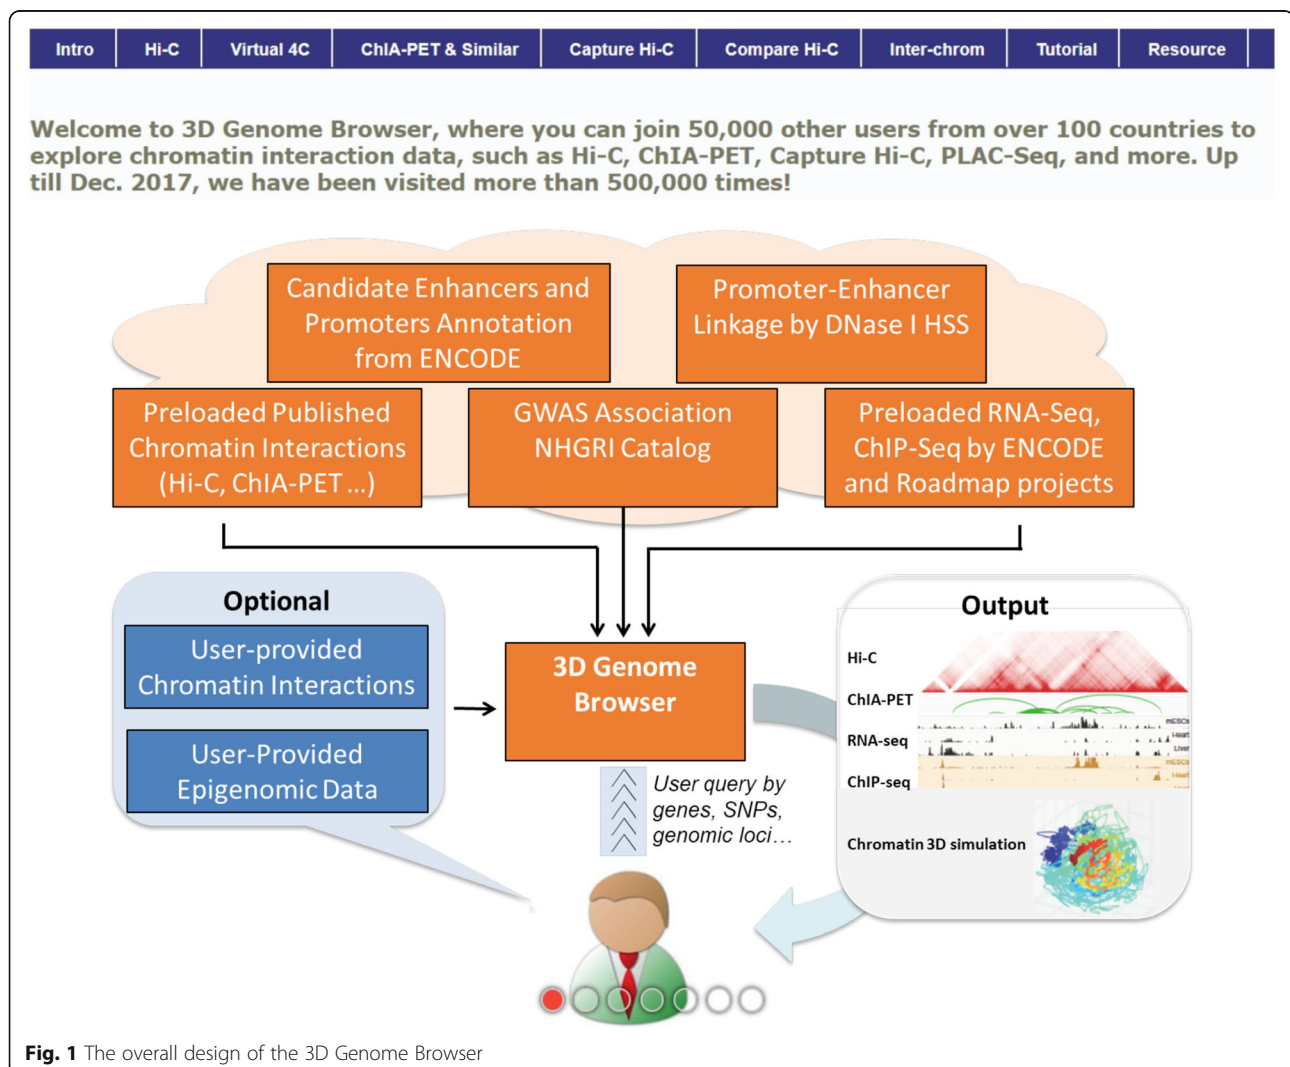 Intro Hi-C Virtual 4C ChIA-PET & Similar Capture Hi-C Compare Hi-C Inter-chrom Tutorial Resource
Welcome to 3D Genome Browser, where you can join 50,000 other users from over 100 countries to
explore chromatin interaction data, such as Hi-C, ChIA-PET, Capture Hi-C, PLAC-Seq, and more. Up
till Dec. 2017, we have been visited more than 500,000 times!
Candidate Enhancers and
Promoters Annotation
from ENCODE
Promoter-Enhancer
Linkage by DNase I HSS
Preloaded Published
Chromatin Interactions
(Hi-C, ChIA-PET ...)
GWAS Association
NHGRI Catalog
Preloaded RNA-Seq,
ChIP-Seq by ENCODE
and Roadmap projects
Optional
User-provided
Chromatin Interactions
User-Provided
Epigenomic Data
3D Genome
Browser
User query by
genes, SNPs,
genomic loci...
Output
Hi-C
ChIA-PET
mESCs
RNA-seq
Heart
Liver
mESCs
ChIP-seq
Heart
Chromatin 3D simulation
Fig. 1 The overall design of the 3D Genome Browser